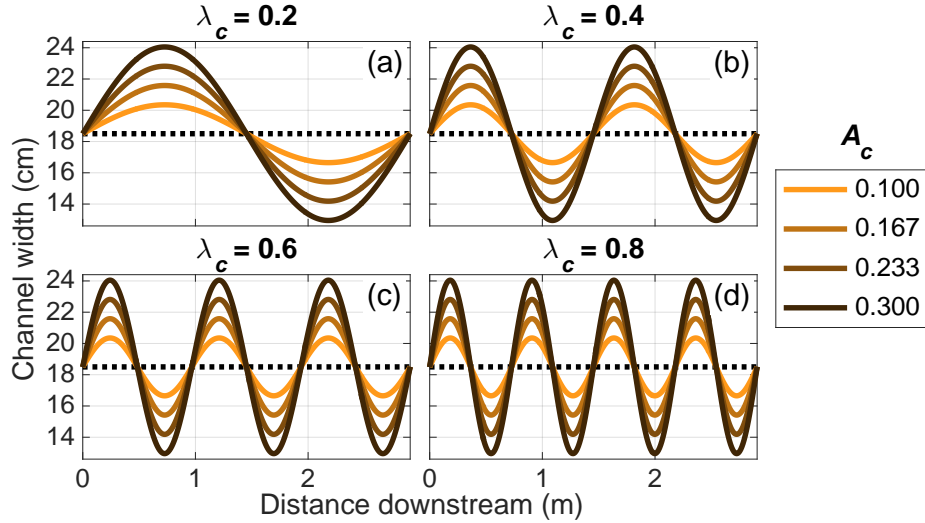 λc = 0.2
λc = 0.4
24
22
20
18
16
14
(a)
(b)
λc = 0.6
λc = 0.8
24
22
20
18
16
14
(c)
(d)
0
1
2
0
1
2
Channel width (cm)
Distance downstream (m)
Ac
0.100
0.167
0.233
0.300